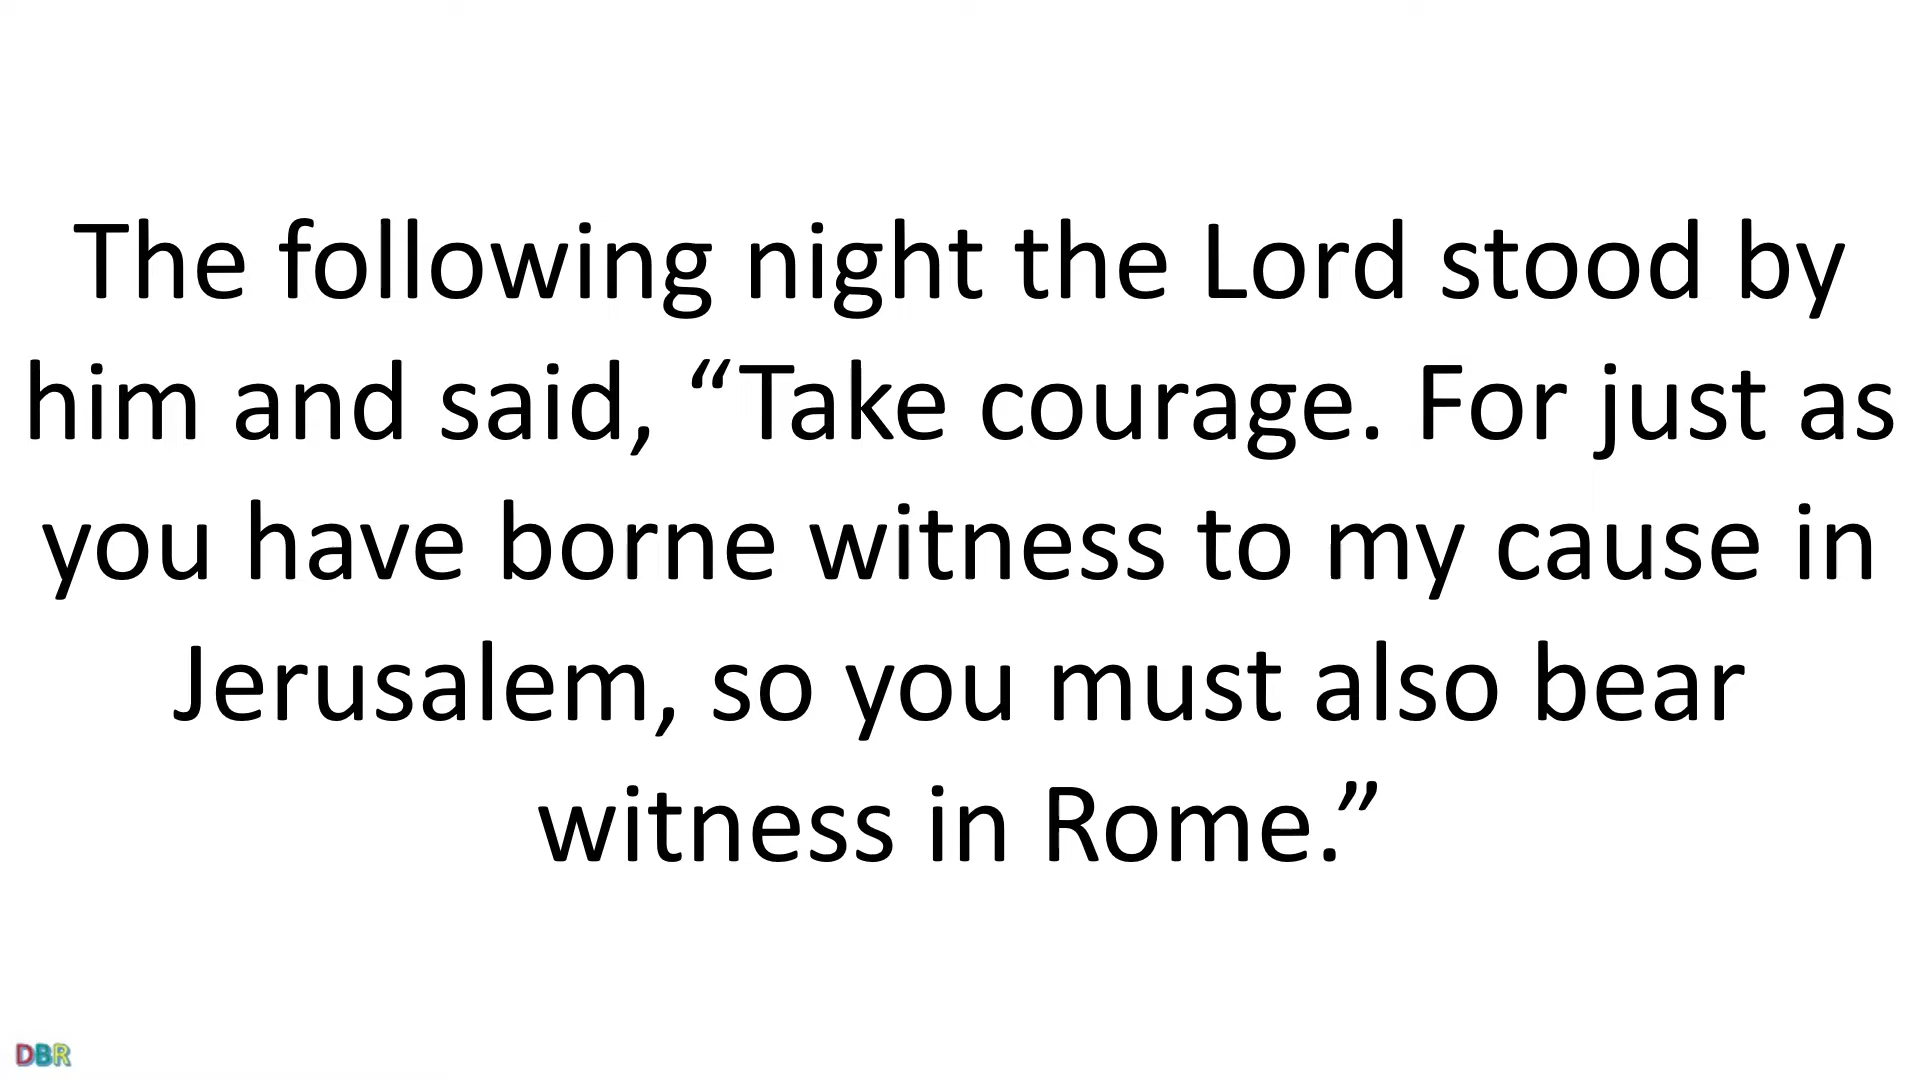 The following night the Lord stood by
him and said, “Take courage. For just as
you have borne witness to my cause in
Jerusalem, so you must also bear
witness in Rome.”
DBR